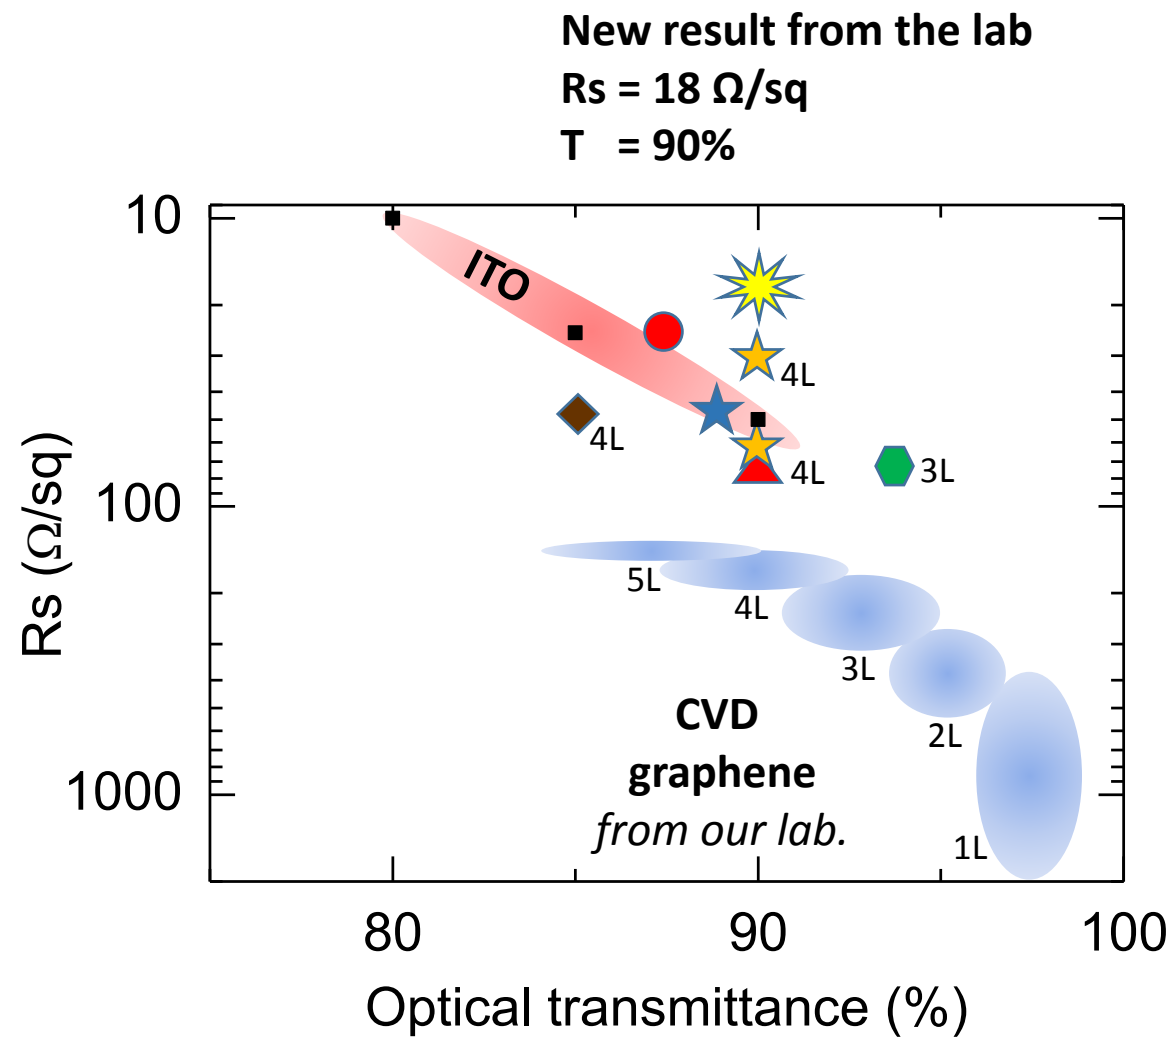 New result from the lab
Rs = 18 Ω/sq
T = 90%
10
ITO
4L
4L
4L
3L
100
Rs (Ω/sq)
5L
4L
3L
2L
CVD
graphene
from our lab.
1000
1L
80
90
100
Optical transmittance (%)